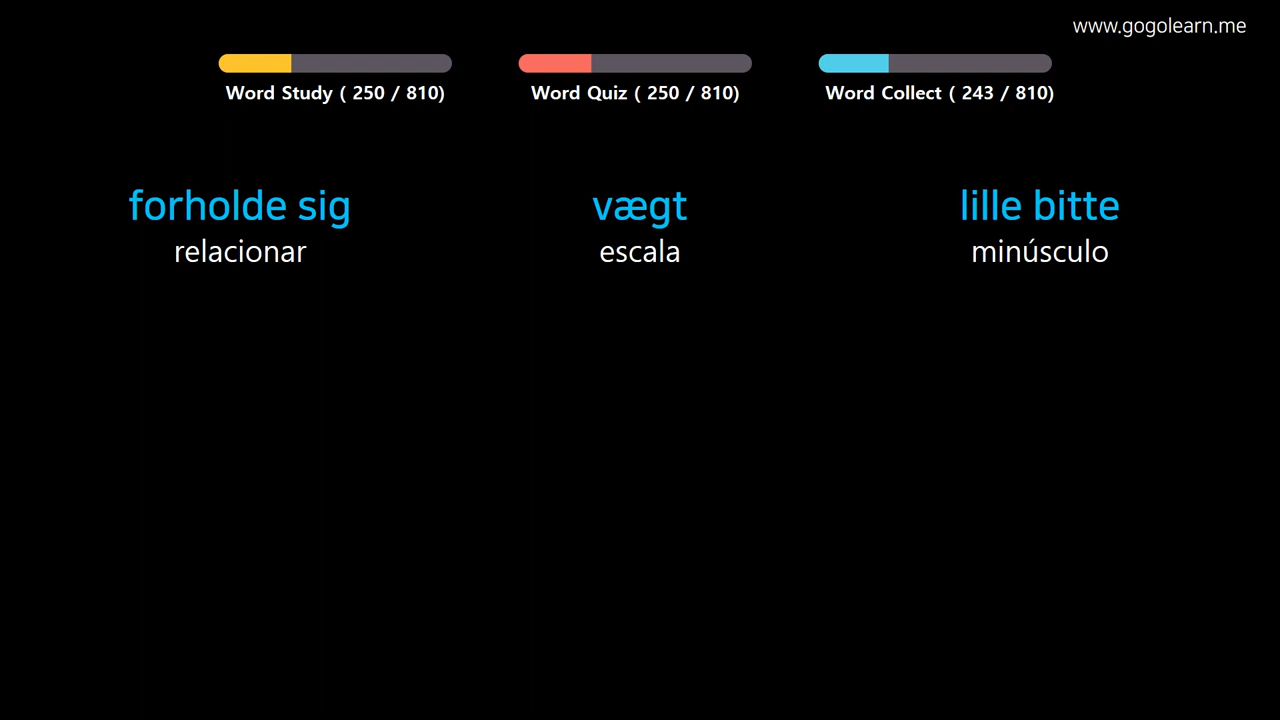 www.gogolearn.me
Word Study ( 250 / 810)
Word Quiz ( 250 / 810)
Word Collect ( 243 / 810)
forholde sig
relacionar
vægt
escala
lille bitte
minúsculo